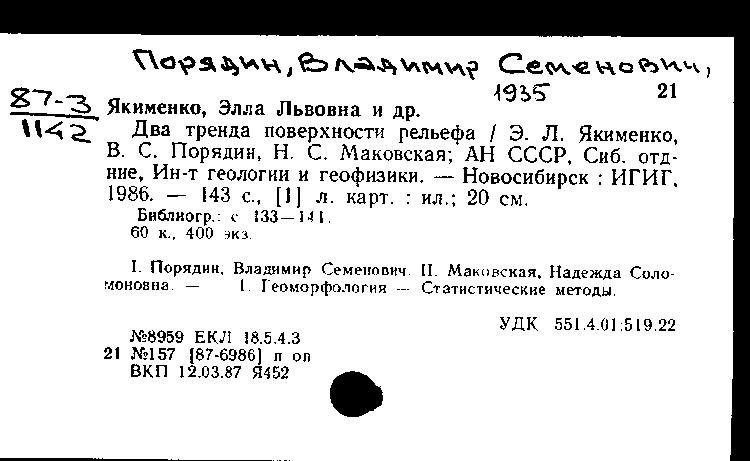 Порядин, Владимир Семенович,
1935 21
87-3
1142
Якименко, Элла Львовна и др.
Два тренда поверхности рельефа / Э. Л. Якименко,
В. С. Порядин, Н. С. Маковская; АН СССР, Сиб. отд-
ние, Ин-т геологии и геофизики. — Новосибирск : ИГИГ,
1986. — 143 с., [1] л. карт. : ил.; 20 см.
Библиогр.: с 133—141.
60 к., 400 экз.
I. Порядин, Владимир Семенович. II. Маковская, Надежда Соло-
моновна. — 1. Геоморфология — Статистические методы.
УДК 551.4.01:519.22
№8959 ЕКЛ 18.5.4.3
21 №157 [87-6986] п оп
ВКП 12.03.87 Я452